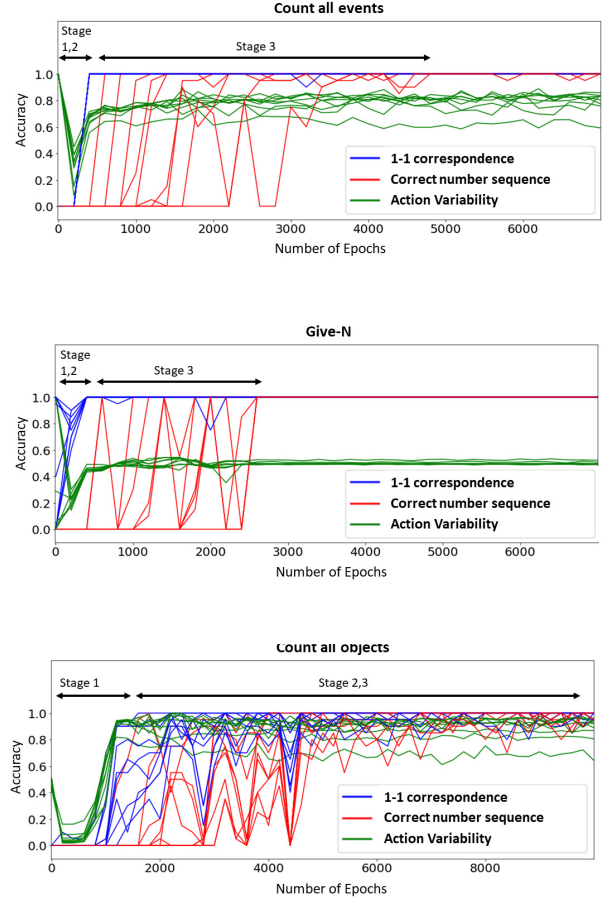 Count all events
Stage
1,2
Stage 3
1.0
0.8
0.6
0.4
0.2
0.0
Accuracy
1-1 correspondence
Correct number sequence
Action Variability
0 1000 2000 3000 4000 5000 6000
Number of Epochs
Give-N
Stage
1,2
Stage 3
1.0
0.8
0.6
0.4
0.2
0.0
Accuracy
1-1 correspondence
Correct number sequence
Action Variability
0 1000 2000 3000 4000 5000 6000
Number of Epochs
Count all objects
Stage 1
Stage 2,3
1.0
0.8
0.6
0.4
0.2
0.0
Accuracy
1-1 correspondence
Correct number sequence
Action Variability
0 2000 4000 6000 8000
Number of Epochs